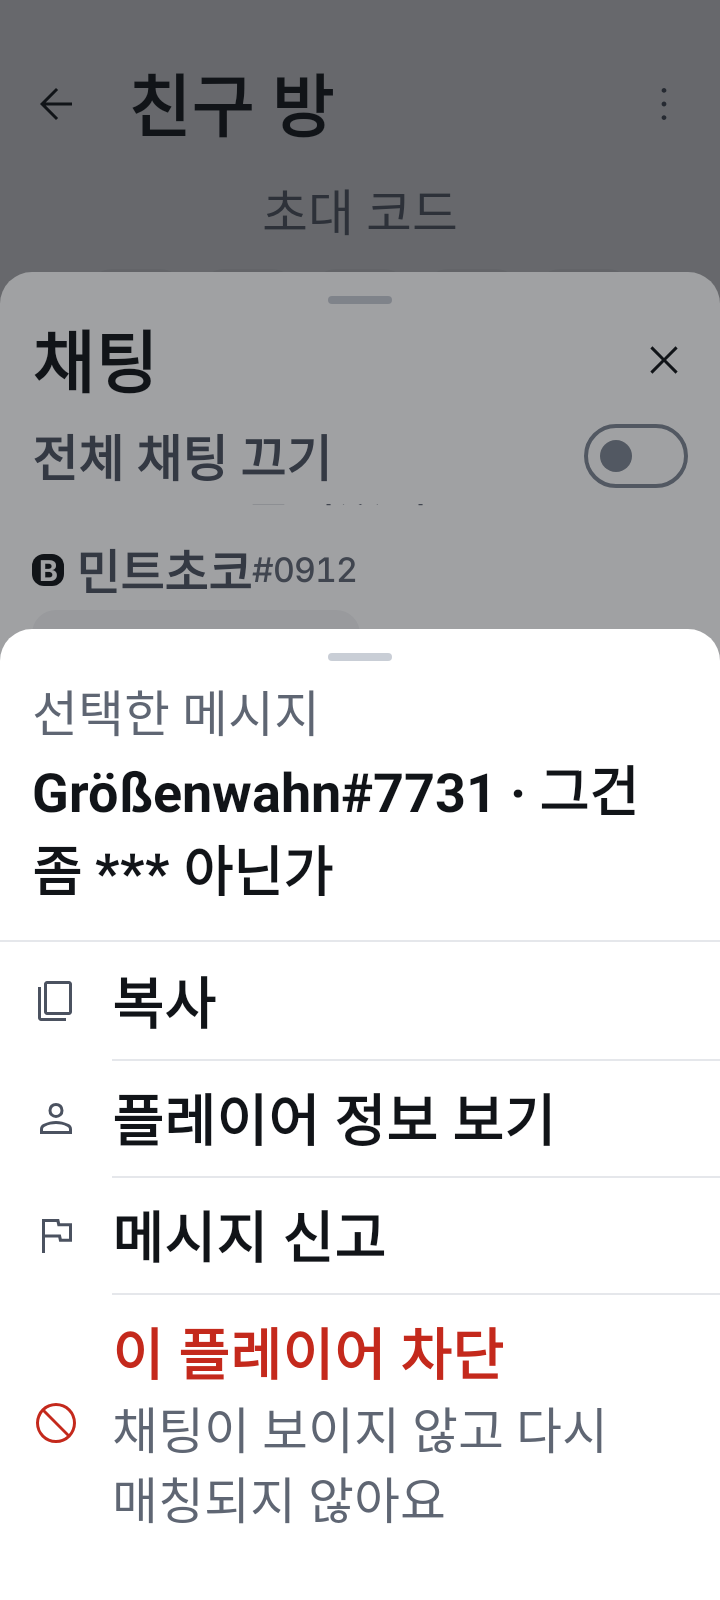 친구 방
초대 코드
채팅
전체 채팅 끄기
B 민트초코#0912
선택한 메시지
Größenwahn#7731 · 그건
좀 *** 아닌가
복사
플레이어 정보 보기
메시지 신고
이 플레이어 차단
채팅이 보이지 않고 다시
매칭되지 않아요